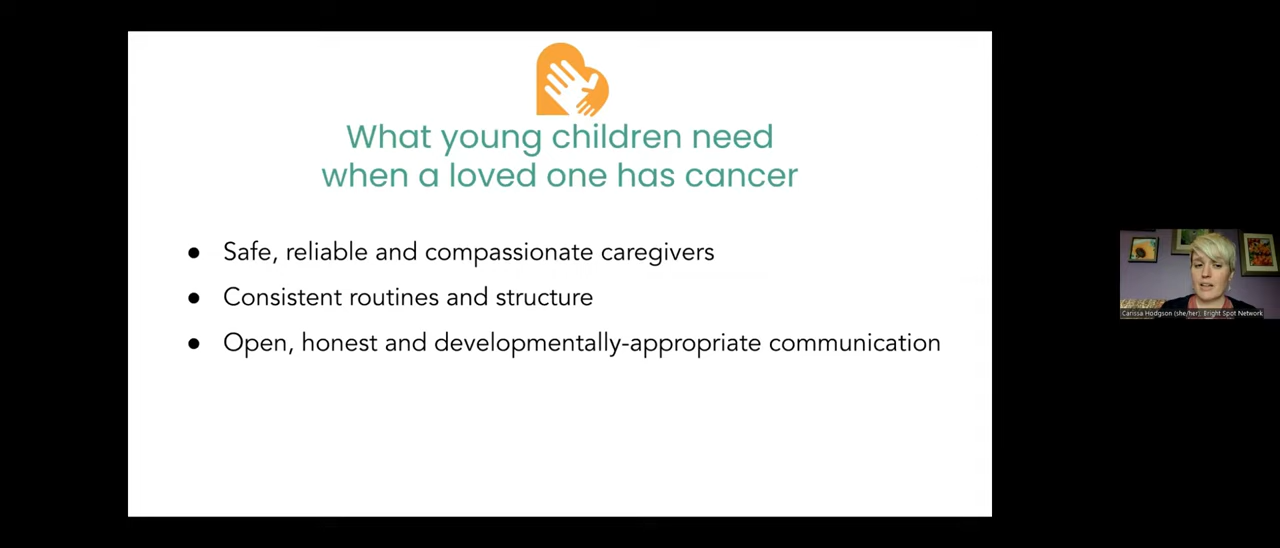 What young children need
when a loved one has cancer
● Safe, reliable and compassionate caregivers
● Consistent routines and structure
● Open, honest and developmentally-appropriate communication
Carissa Hodgson (she/her), Bright Spot Network